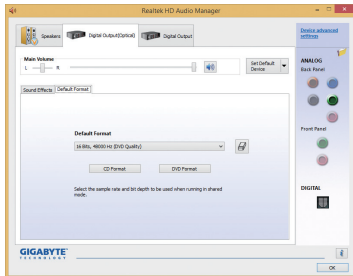 Realtek HD Audio Manager
Speakers
Digital Output(Optical)
Digital Output
Device advanced settings
Main Volume
L
R
Set Default Device
ANALOG
Back Panel
Sound Effects
Default Format
Default Format
16 Bits, 48000 Hz (DVD Quality)
CD Format
DVD Format
Select the sample rate and bit depth to be used when running in shared
mode.
Front Panel
DIGITAL
GIGABYTE
TECHNOLOGY
OK